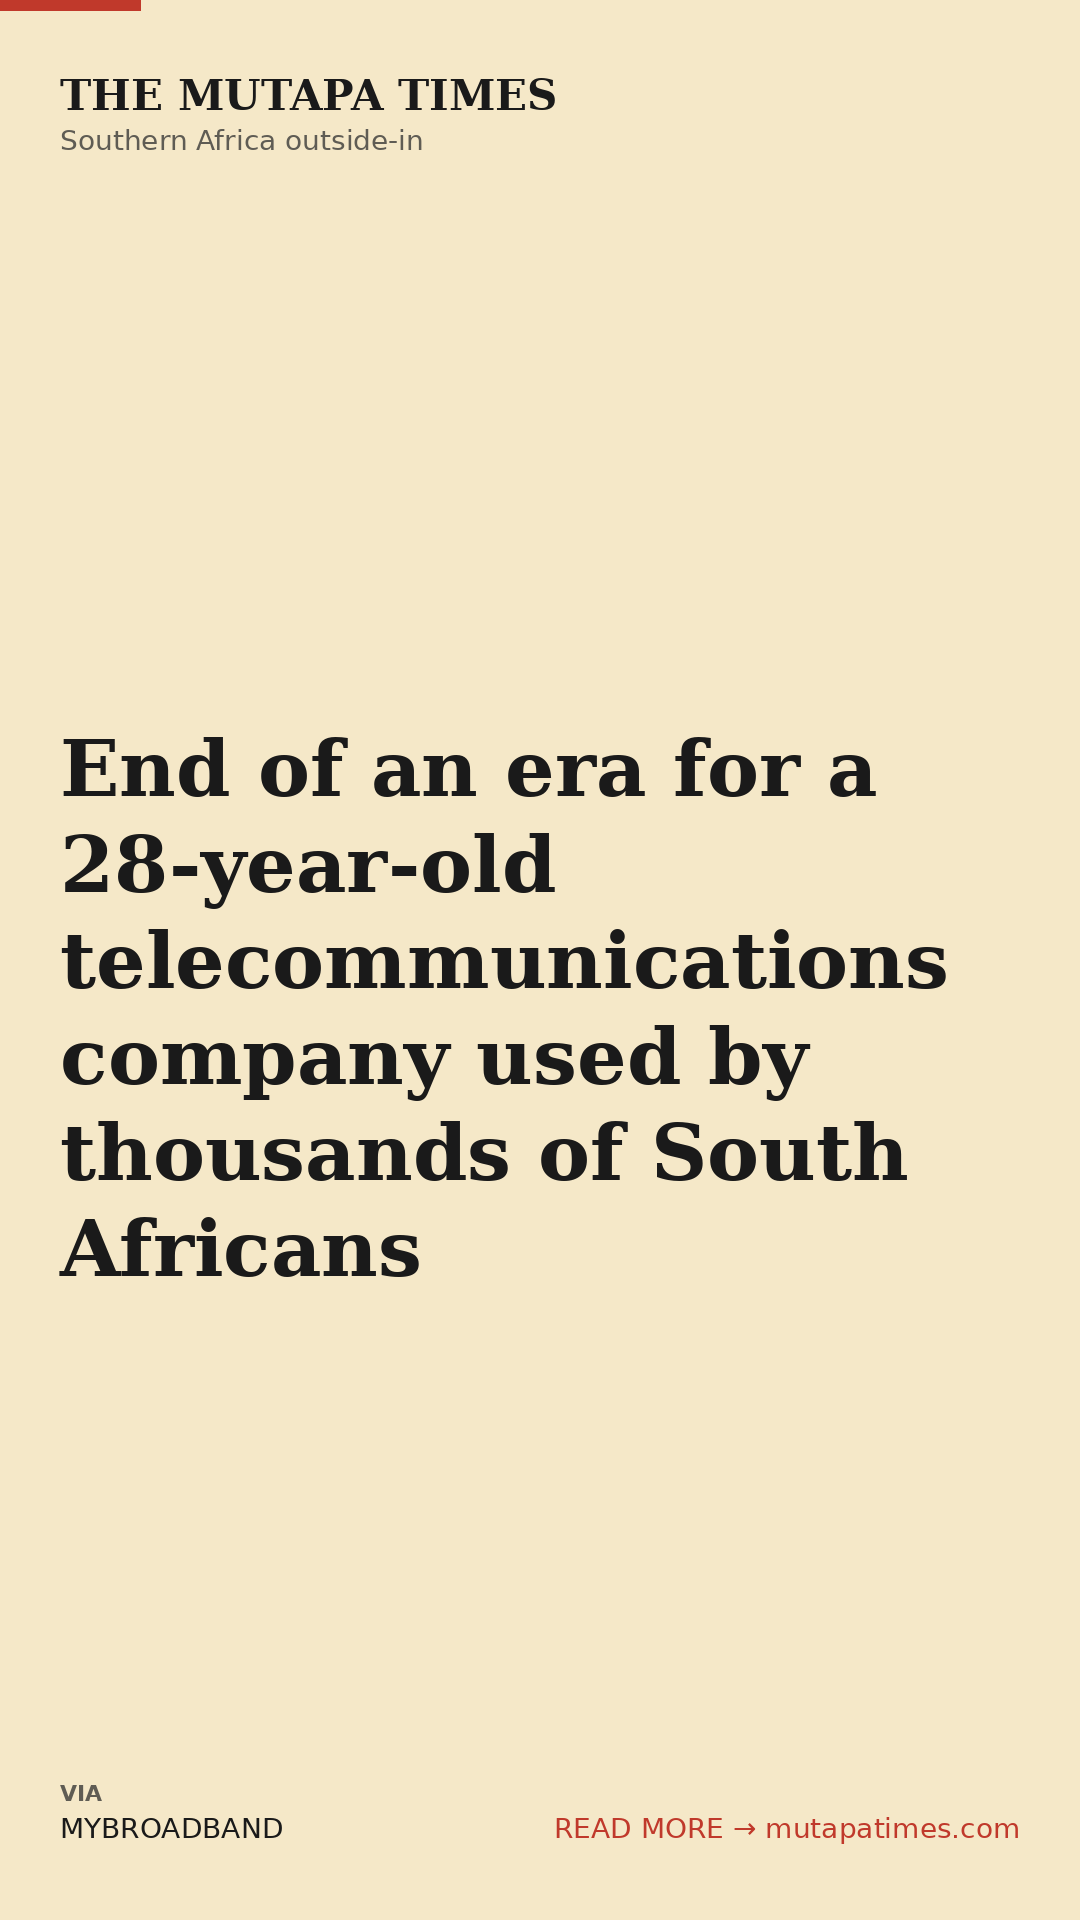 THE MUTAPA TIMES
Southern Africa outside-in
End of an era for a
28-year-old
telecommunications
company used by
thousands of South
Africans
VIA
MYBROADBAND
READ MORE → mutapatimes.com